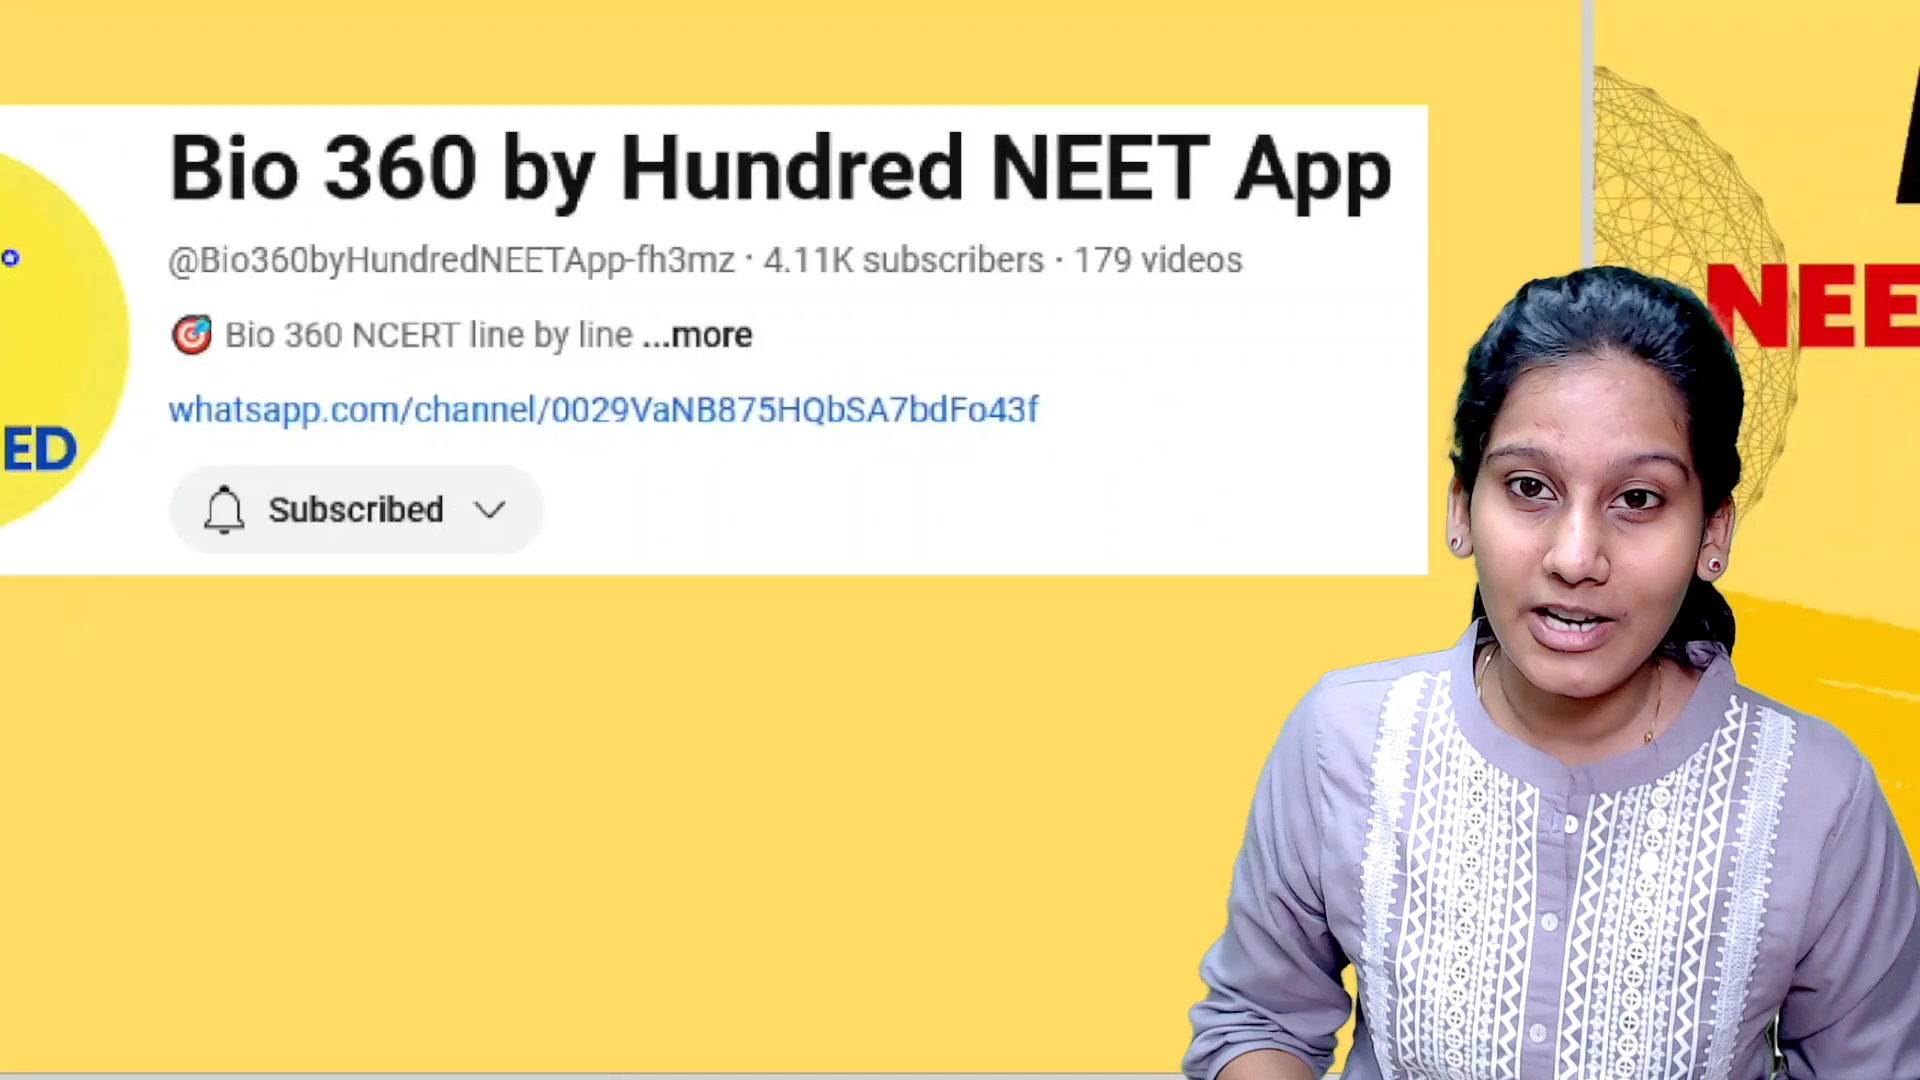 Bio 360 by Hundred NEET App
@Bio360byHundredNEETApp-fh3mz · 4.11K subscribers · 179 videos
Bio 360 NCERT line by line ...more
whatsapp.com/channel/0029VaNB875HQbSA7bdFo43f
Subscribed
ED
NEE